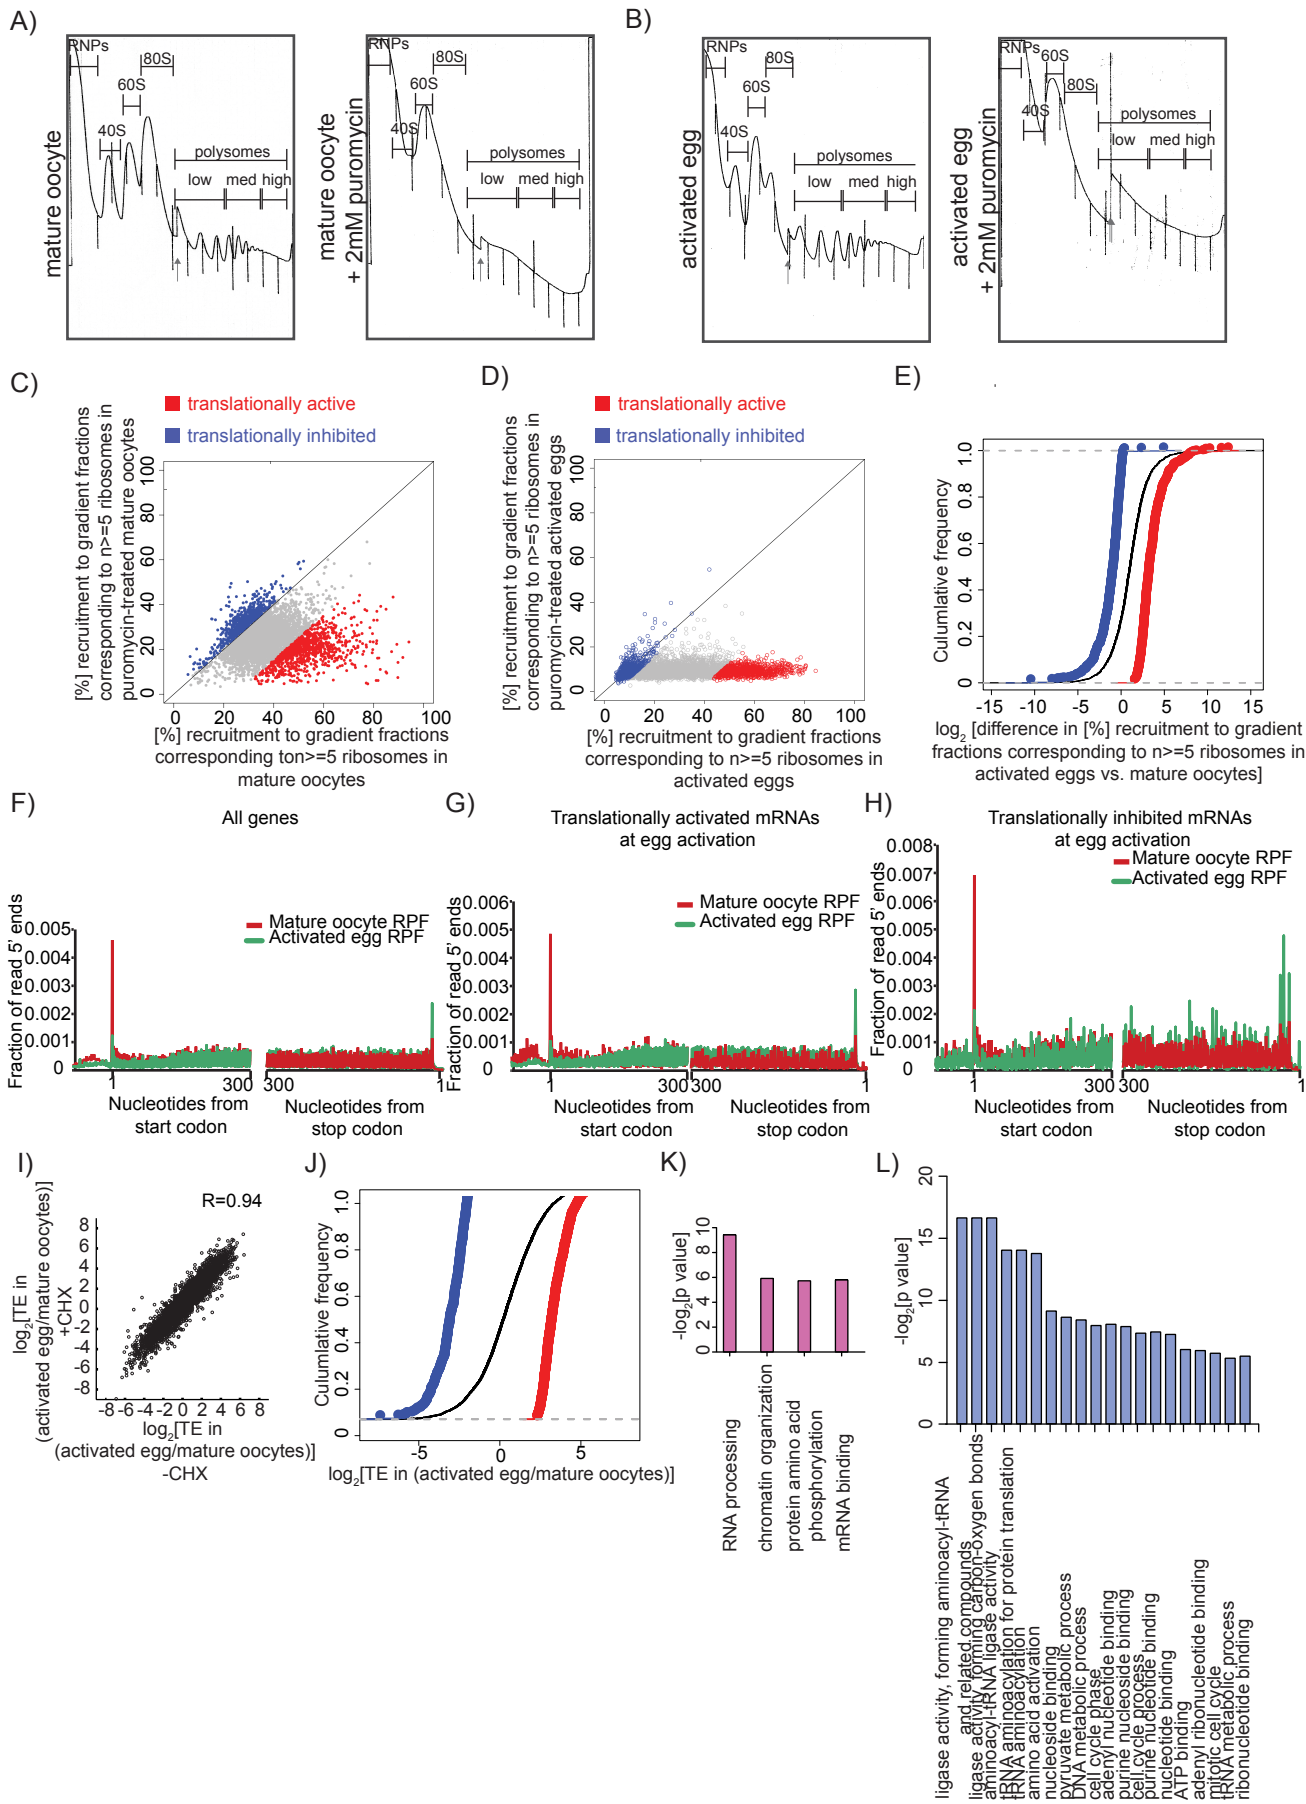 A)
RNPs
80S
60S
40S
polysomes
low
med
high
mature oocyte
RNPs
80S
60S
40S
polysomes
low
med
high
mature oocyte
+ 2mM puromycin
B)
RNPs
80S
60S
40S
polysomes
low
med
high
activated egg
RNPs
60S
80S
40S
polysomes
low
med
high
activated egg
+ 2mM puromycin
C)
translationally active
translationally inhibited
[%] recruitment to gradient fractions
corresponding to n>=5 ribosomes in
puromycin-treated mature oocytes
100
80
60
40
20
0
0 20 40 60 80 100
[%] recruitment to gradient fractions
corresponding ton>=5 ribosomes in
mature oocytes
D)
translationally active
translationally inhibited
[%] recruitment to gradient fractions
corresponding to n>=5 ribosomes in
puromycin activated eggs
100
80
60
40
20
0
0 20 40 60 80 100
[%] recruitment to gradient fractions
corresponding to n>=5 ribosomes in
activated eggs
E)
Culumative frequency
1.0
0.8
0.6
0.4
0.2
0
-15 -10 -5 0 5 10 15
log2 [difference in [%] recruitment to gradient
fractions corresponding to n>=5 ribosomes in
activated eggs vs. mature oocytes]
F)
All genes
Mature oocyte RPF
Activated egg RPF
Fraction of read 5' ends
0.005
0.004
0.003
0.002
0.001
0
1 300 300 1
Nucleotides from
start codon
Nucleotides from
stop codon
G)
Translationally activated mRNAs
at egg activation
Mature oocyte RPF
Activated egg RPF
Fraction of read 5' ends
0.006
0.005
0.004
0.003
0.002
0.001
0
1 300 300 1
Nucleotides from
start codon
Nucleotides from
stop codon
H)
Translationally inhibited mRNAs
at egg activation
Mature oocyte RPF
Activated egg RPF
Fraction of read 5' ends
0.008
0.007
0.006
0.005
0.004
0.003
0.002
0.001
0
1 300 300 1
Nucleotides from
start codon
Nucleotides from
stop codon
I)
R=0.94
log2[TE in
(activated egg/mature oocytes)]
+CHX
8
6
4
2
0
-2
-4
-6
-8
-8 -6 -4 -2 0 2 4 6 8
log2[TE in
(activated egg/mature oocytes)]
-CHX
J)
Culumlative frequency
1.0
0.8
0.6
0.4
0.2
0
-5 0 5
log2[TE in (activated egg/mature oocytes)]
K)
-log2[p value]
10
8
6
4
2
0
RNA processing
chromatin organization
protein amino acid
phosphorylation
mRNA binding
L)
-log2[p value]
20
15
10
5
0
ligase activity, forming aminoacyl-tRNA
and related compounds
ligase activity, forming carbon-oxygen bonds
aminoacyl-tRNA ligase activity
tRNA aminoacylation for protein translation
tRNA aminoacylation
amino acid activation
nucleoside binding
pyruvate metabolic process
DNA metabolic process
cell cycle phase
adenyl nucleotide binding
purine nucleoside binding
cell cycle process
purine nucleotide binding
nucleotide binding
ATP binding
adenyl ribonucleotide binding
mitotic cell cycle
tRNA metabolic process
ribonucleotide binding